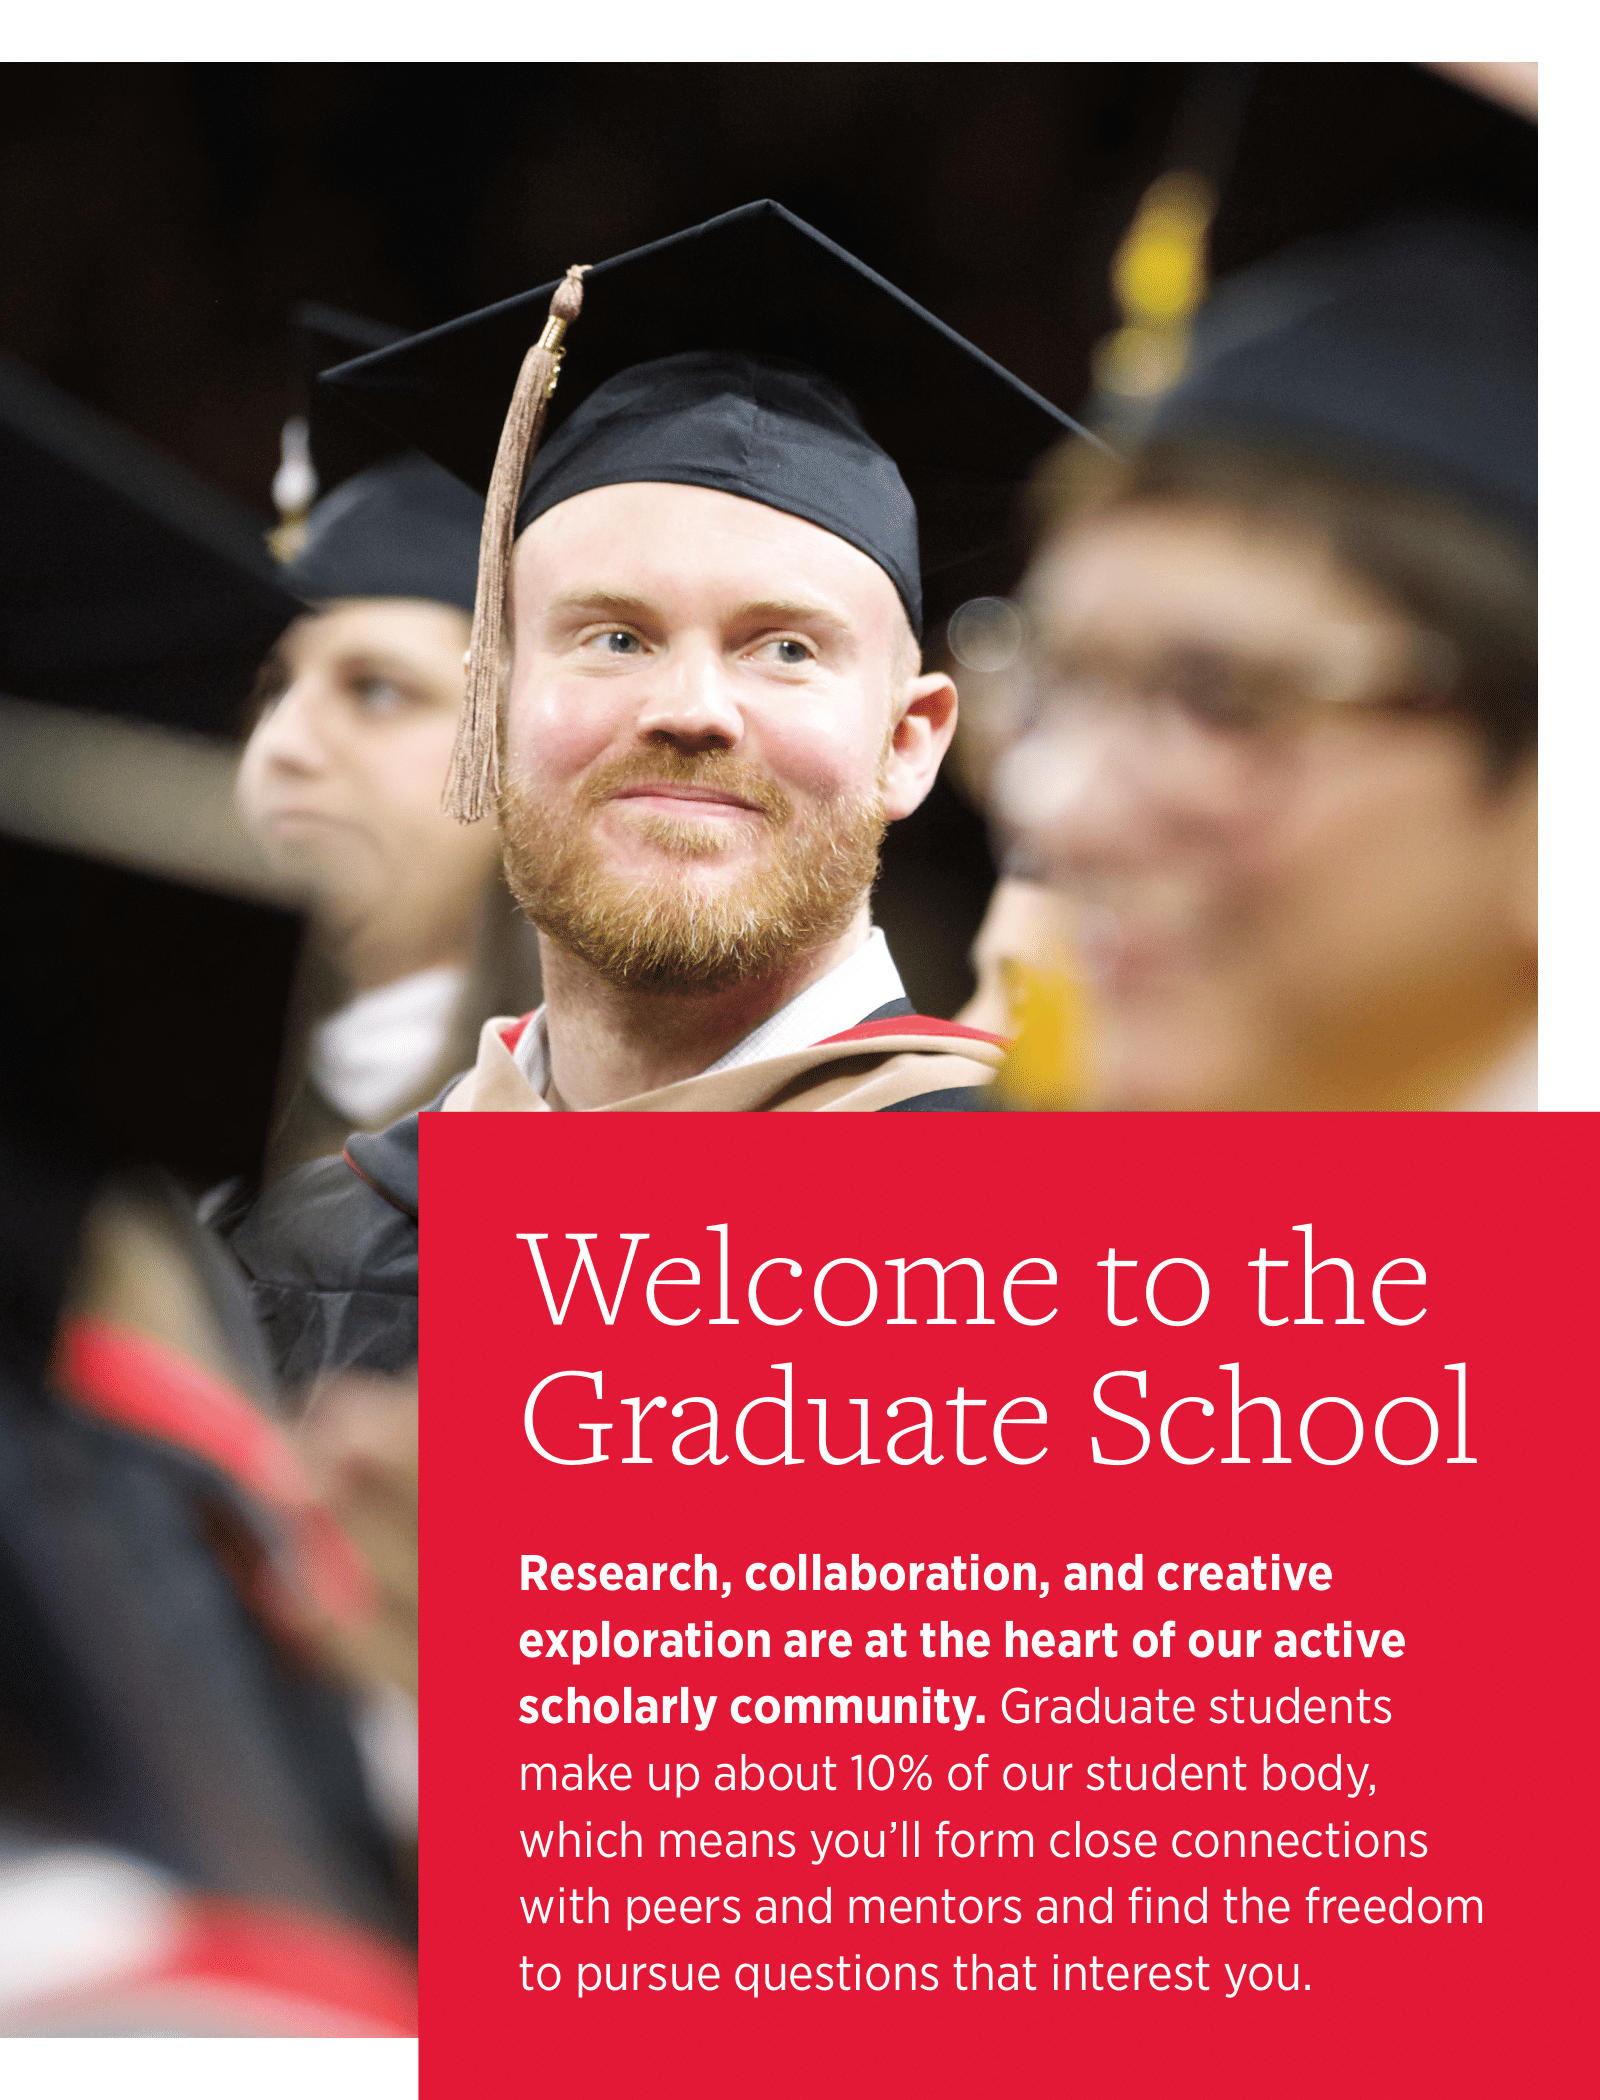 Welcome to the
Graduate School
Research, collaboration, and creative
exploration are at the heart of our active
scholarly community. Graduate students
make up about 10% of our student body,
which means you’ll form close connections
with peers and mentors and find the freedom
to pursue questions that interest you.